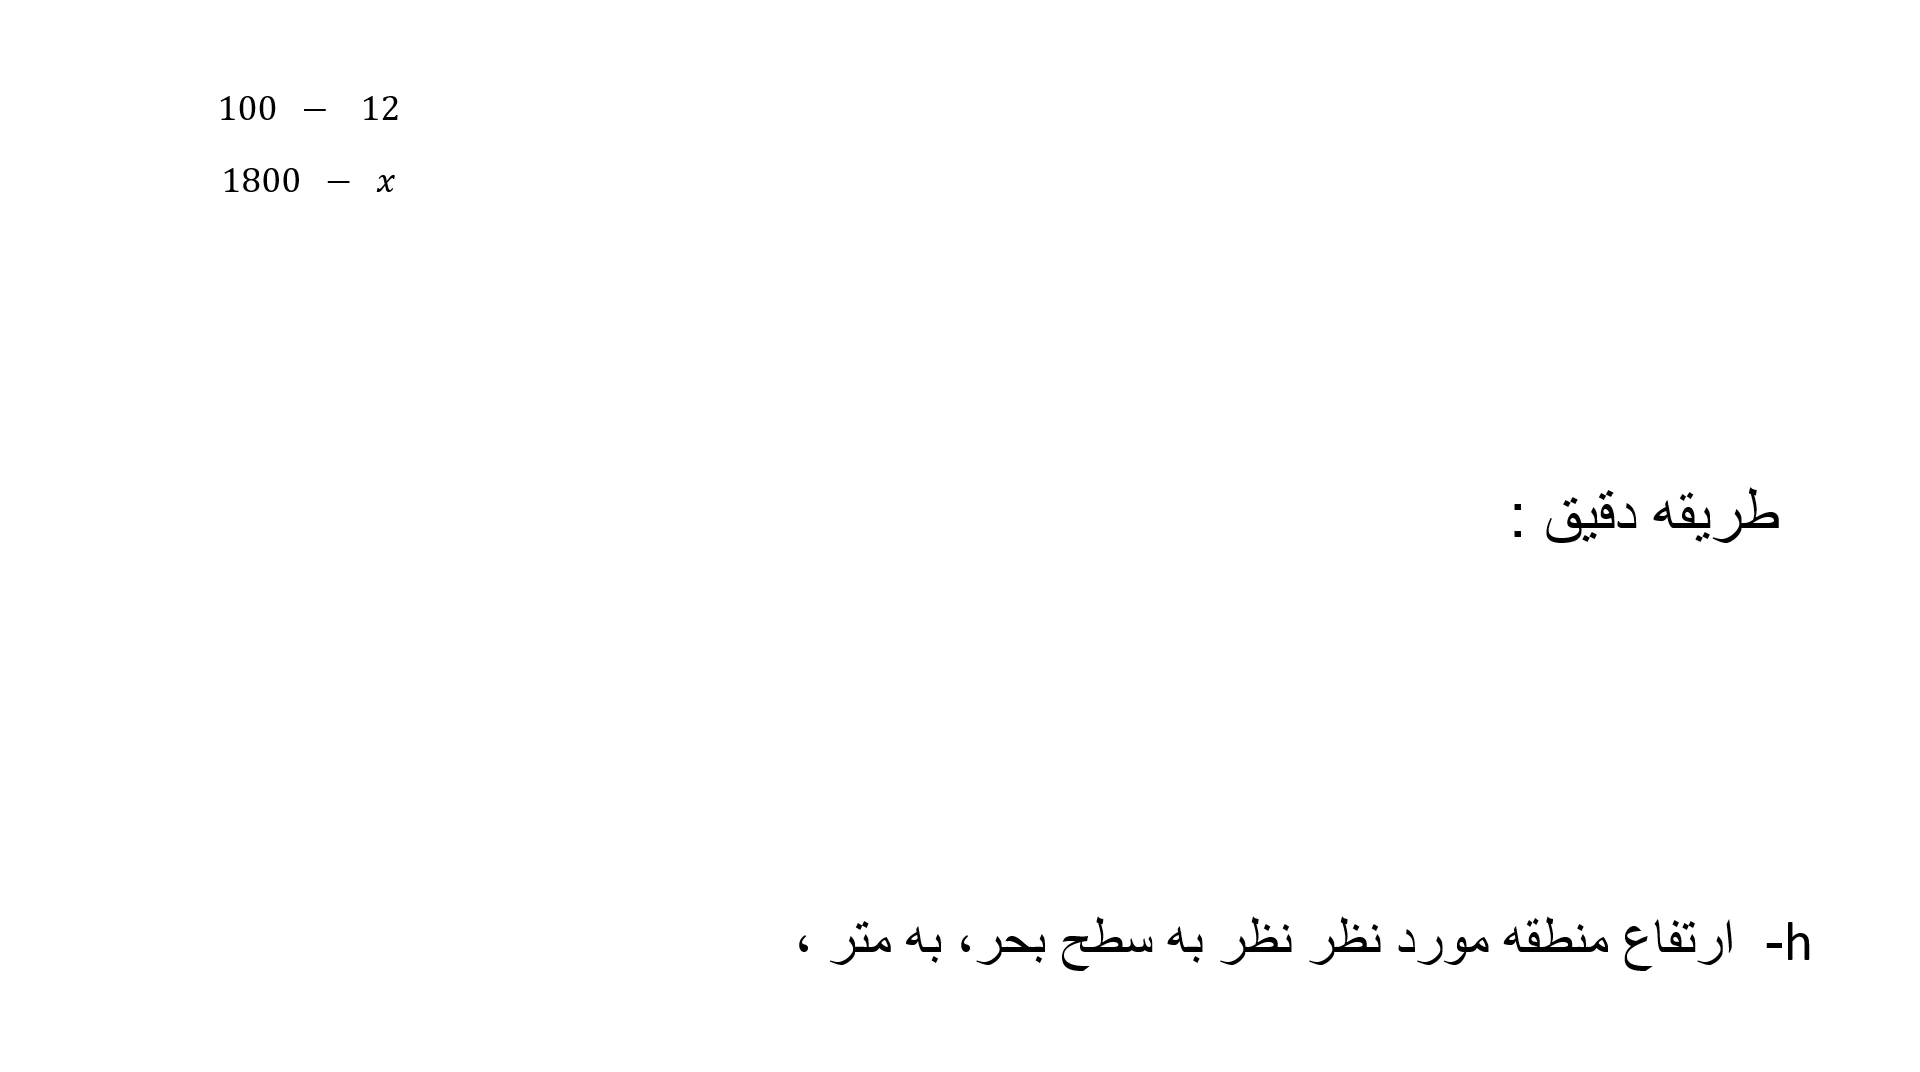 100 − 12
1800 − x
طریقه دقیق :
h- ارتفاع منطقه مورد نظر نظر به سطح بحر، به متر ،